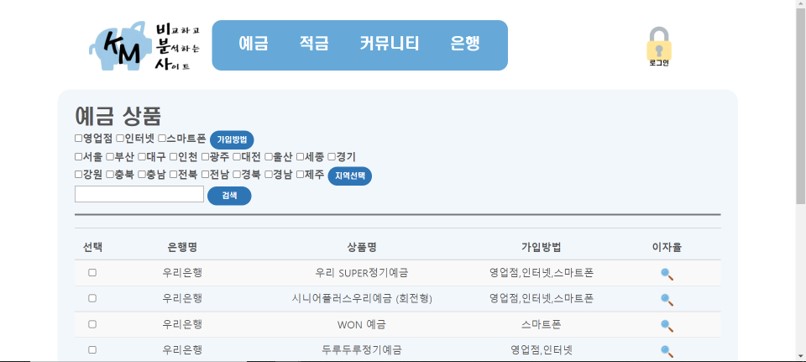 KM
비교하고
분석하는
사이트
예금 적금 커뮤니티 은행
로그인
예금 상품
영업점 인터넷 스마트폰 가입방법
서울 부산 대구 인천 광주 대전 울산 세종 경기
강원 충북 충남 전북 전남 경북 경남 제주 지역선택
검색
선택 은행명 상품명 가입방법 이자율
우리은행 우리 SUPER정기예금 영업점,인터넷,스마트폰
우리은행 시니어플러스우리예금 (회전형) 영업점,인터넷,스마트폰
우리은행 WON 예금 스마트폰
우리은행 두루두루정기예금 영업점,인터넷